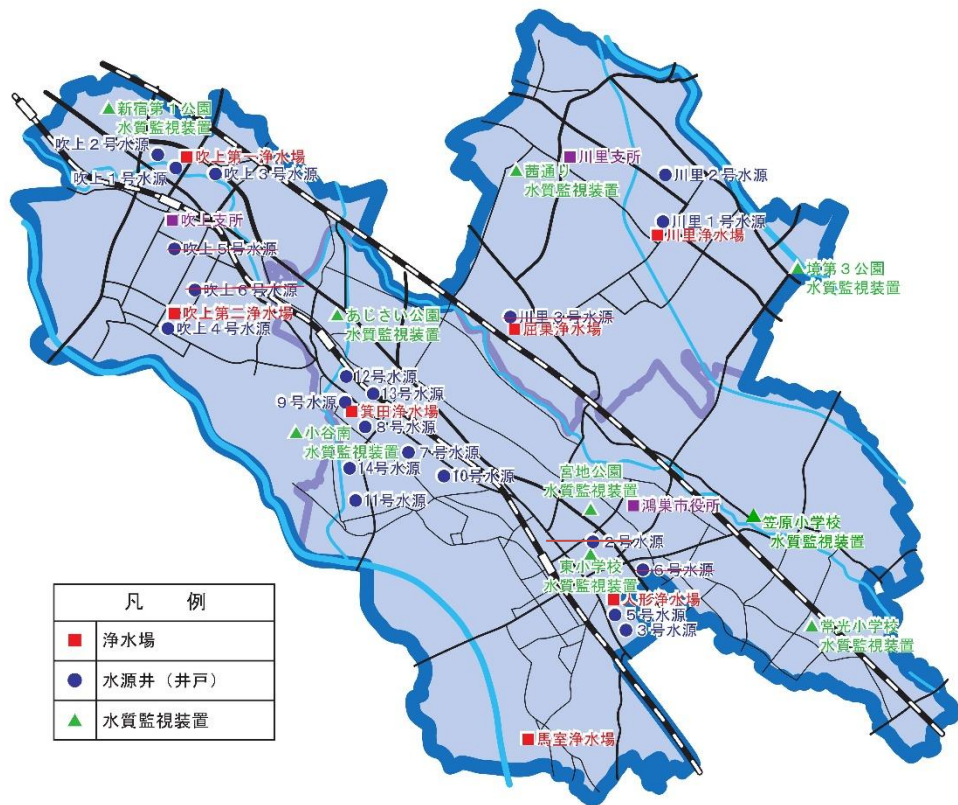 新宿第1公園
水質監視装置
吹上2号水源
吹上第一浄水場
吹上1号水源
吹上3号水源
吹上支所
吹上5号水源
吹上6号水源
吹上第二浄水場
吹上4号水源
あじさい公園
水質監視装置
川里支所
茜通り
水質監視装置
川里2号水源
川里1号水源
川里浄水場
境第3公園
水質監視装置
川里3号水源
屈巣浄水場
12号水源
13号水源
9号水源
箕田浄水場
8号水源
小谷南
水質監視装置
7号水源
14号水源
10号水源
11号水源
宮地公園
水質監視装置
鴻巣市役所
笠原小学校
水質監視装置
2号水源
東小学校
水質監視装置
6号水源
人形浄水場
5号水源
3号水源
常光小学校
水質監視装置
馬室浄水場
凡 例
浄水場
水源井（井戸）
水質監視装置